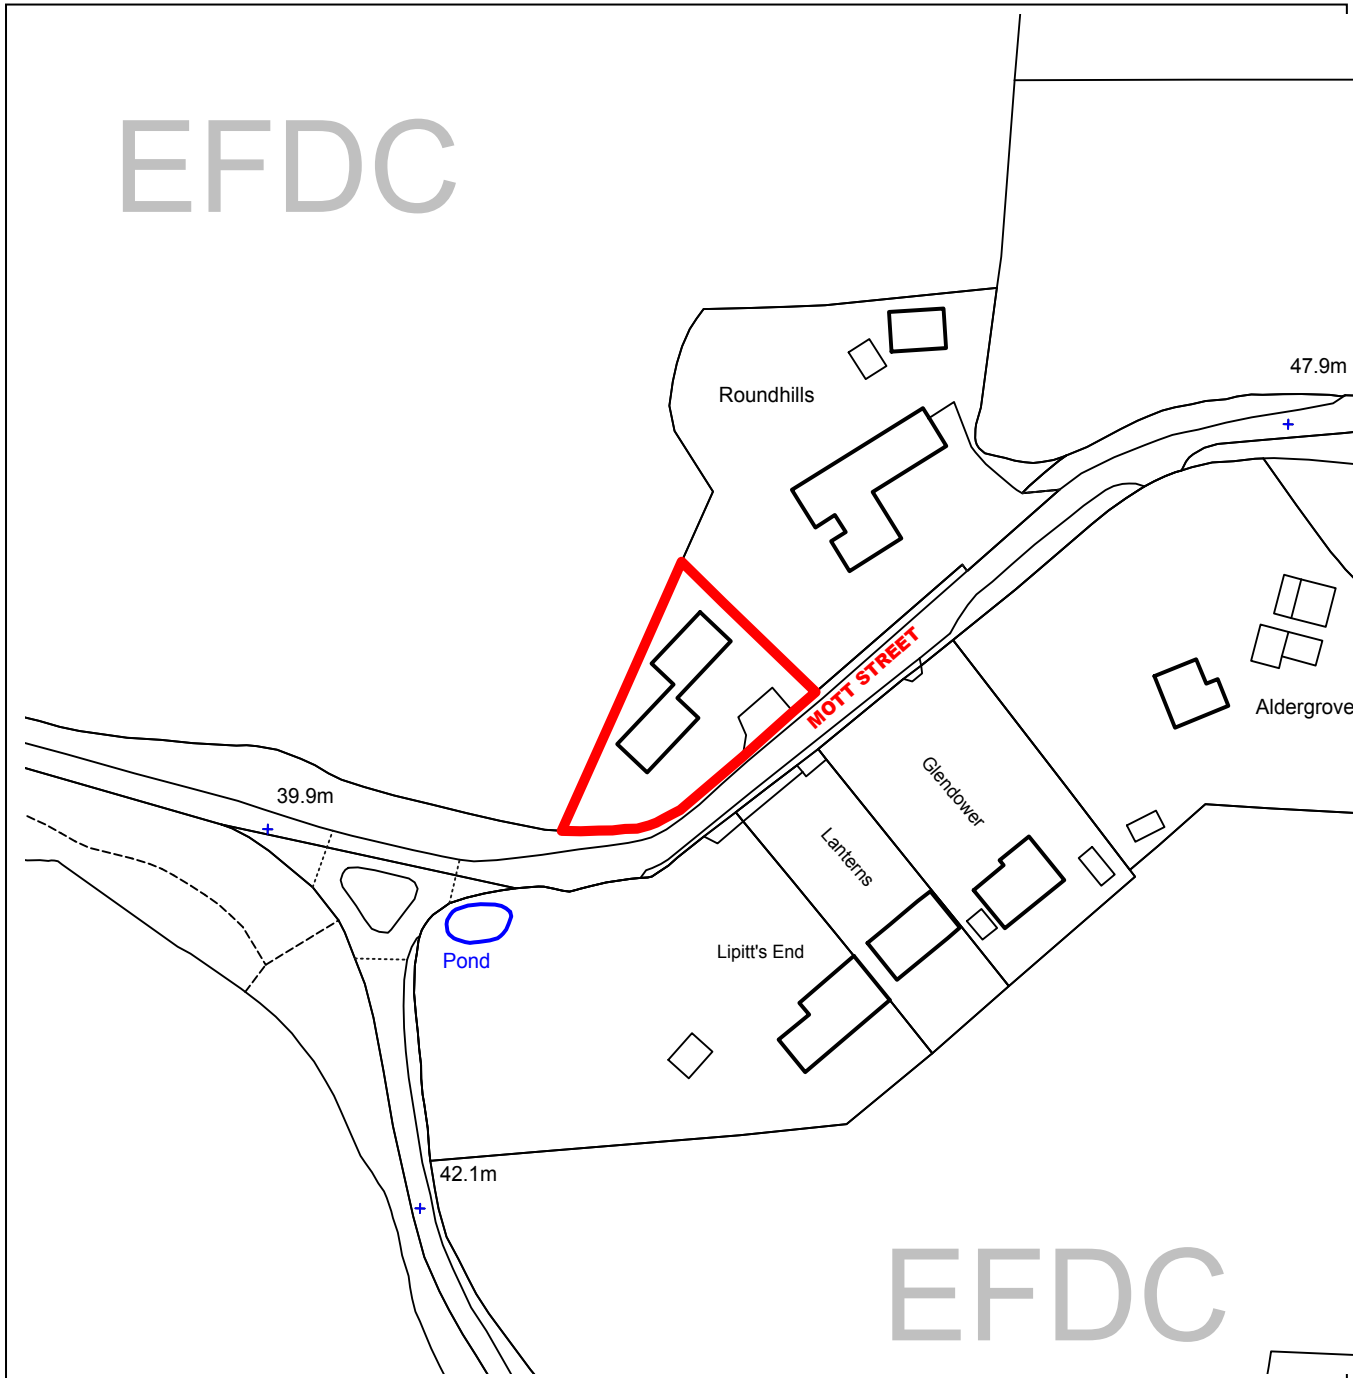 EFDC
47.9m
Roundhills
MOTT STREET
Aldergrove
Glendower
39.9m
Lanterns
Lipitt's End
Pond
42.1m
EFDC